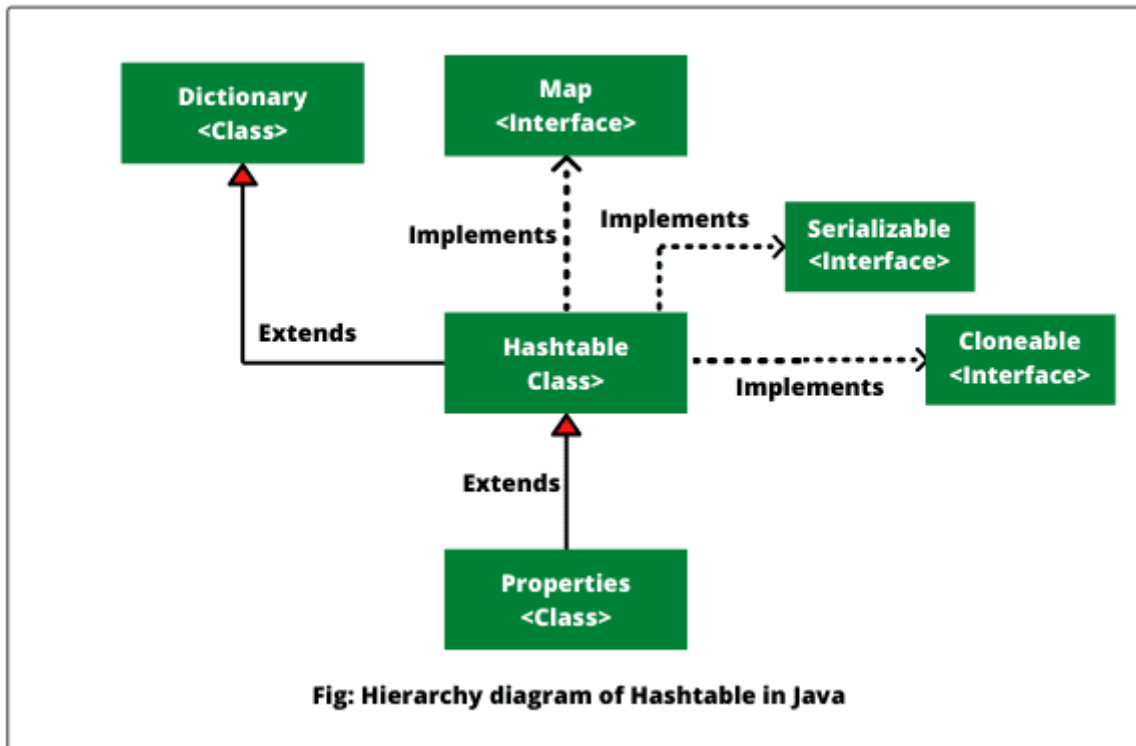 Dictionary
<Class>
Map
<Interface>
Implements
Implements
Serializable
<Interface>
Extends
Hashtable
Class>
Cloneable
<Interface>
Implements
Extends
Properties
<Class>
Fig: Hierarchy diagram of Hashtable in Java